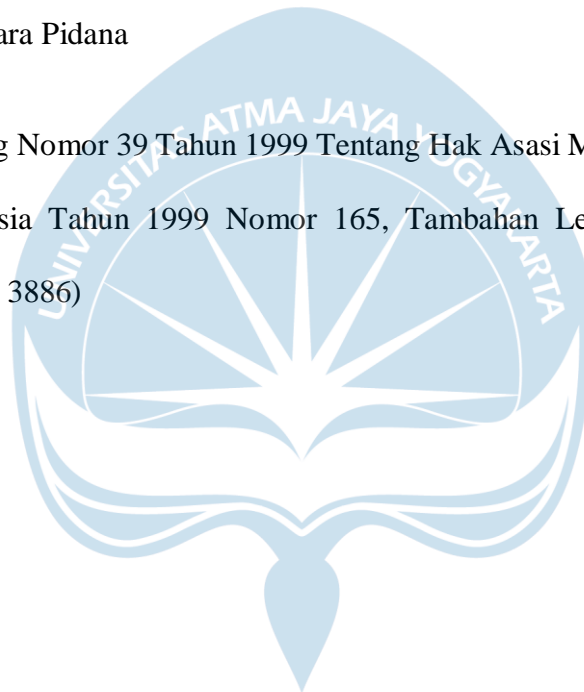 ara Pidana
UNIVERSITAS ATMA JAYA YOGYAKARTA
g Nomor 39 Tahun 1999 Tentang Hak Asasi M
sia Tahun 1999 Nomor 165, Tambahan Le
3886)